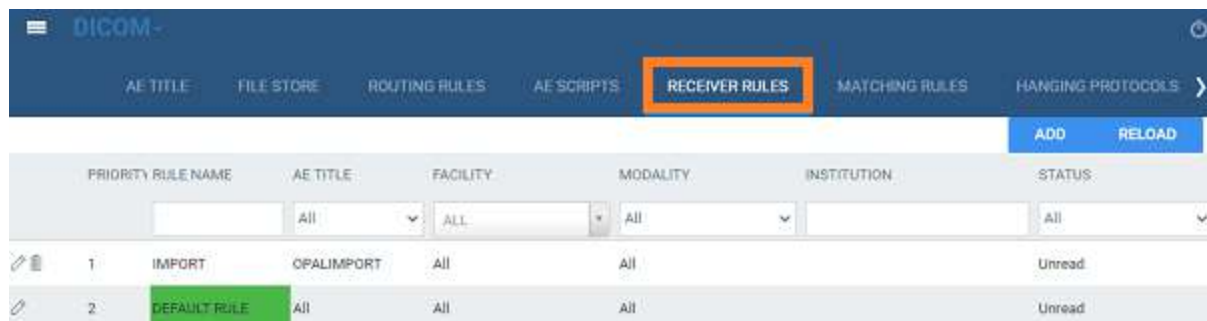 DICOM
AE TITLE FILE STORE ROUTING RULES AE SCRIPTS RECEIVER RULES MATCHING RULES HANGING PROTOCOLS
ADD RELOAD
PRIORITY RULE NAME AE TITLE FACILITY MODALITY INSTITUTION STATUS
All ALL All All
1 IMPORT OPALIMPORT All All Unread
2 DEFAULT RULE All All All Unread